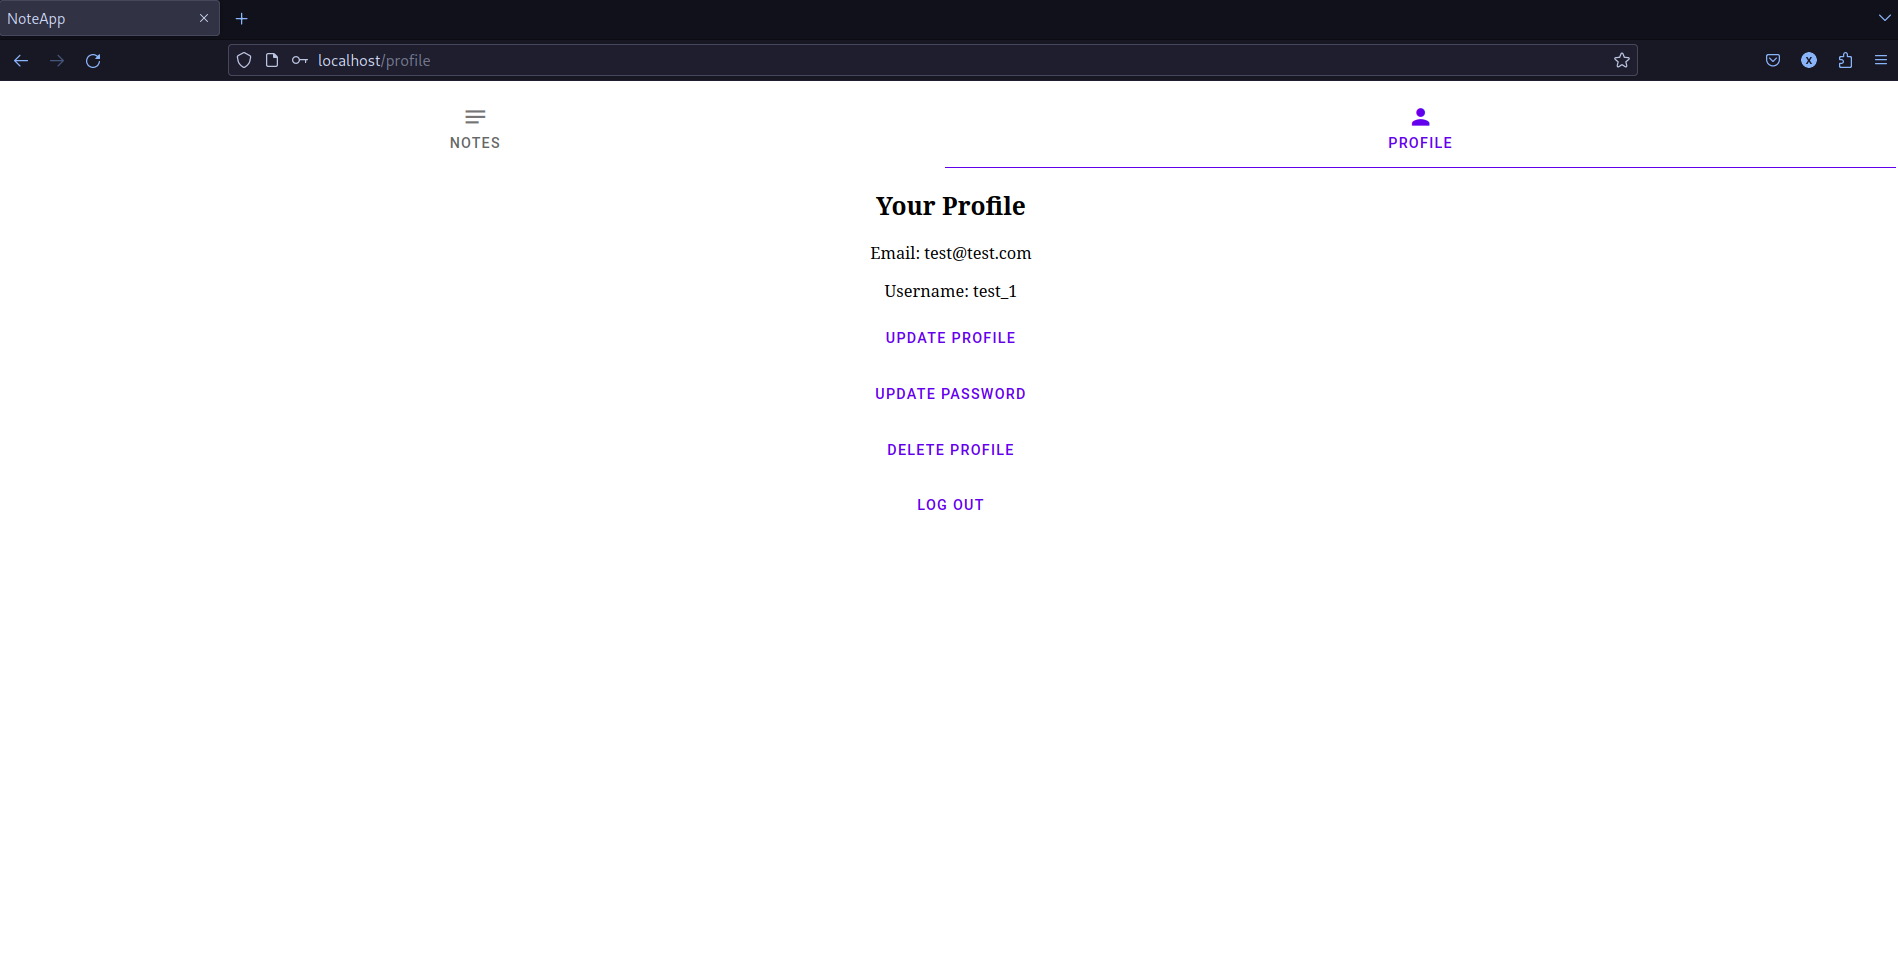 NoteApp
localhost/profile
NOTES
PROFILE
Your Profile
Email: test@test.com
Username: test_1
UPDATE PROFILE
UPDATE PASSWORD
DELETE PROFILE
LOG OUT